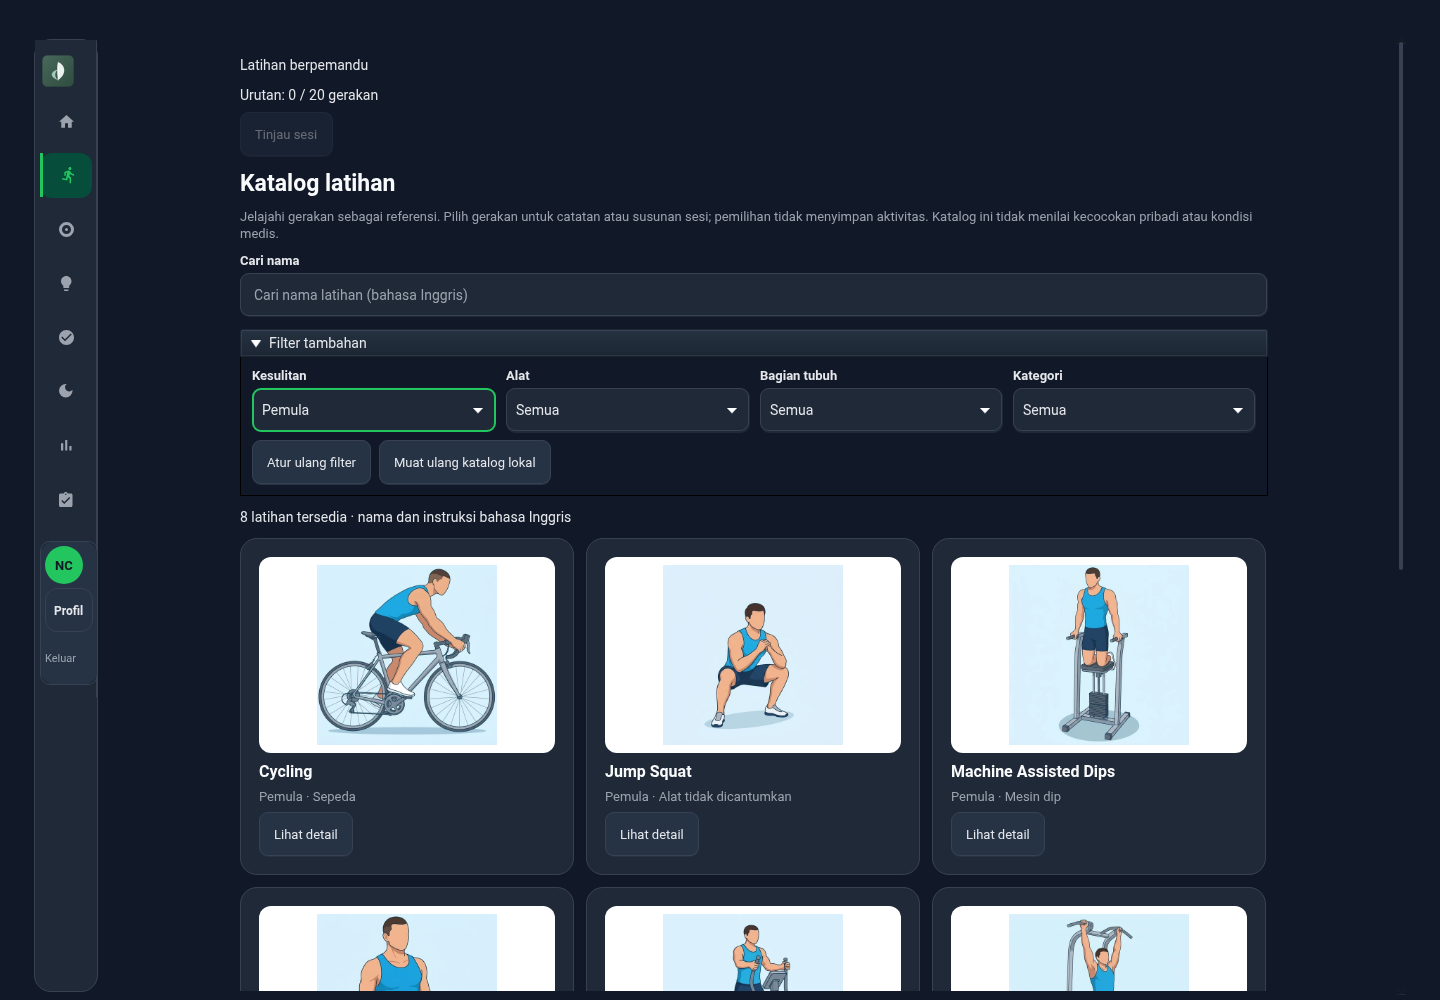 Latihan berpemandu
Urutan: 0 / 20 gerakan
Tinjau sesi
Katalog latihan
Jelajahi gerakan sebagai referensi. Pilih gerakan untuk catatan atau susunan sesi; pemilihan tidak menyimpan aktivitas. Katalog ini tidak menilai kecocokan pribadi atau kondisi
medis.
Cari nama
Cari nama latihan (bahasa Inggris)
Filter tambahan
Kesulitan Alat Bagian tubuh Kategori
Pemula Semua Semua Semua
Atur ulang filter Muat ulang katalog lokal
8 latihan tersedia · nama dan instruksi bahasa Inggris
NC
Profil
Keluar
Cycling
Pemula · Sepeda
Lihat detail
Jump Squat
Pemula · Alat tidak dicantumkan
Lihat detail
Machine Assisted Dips
Pemula · Mesin dip
Lihat detail